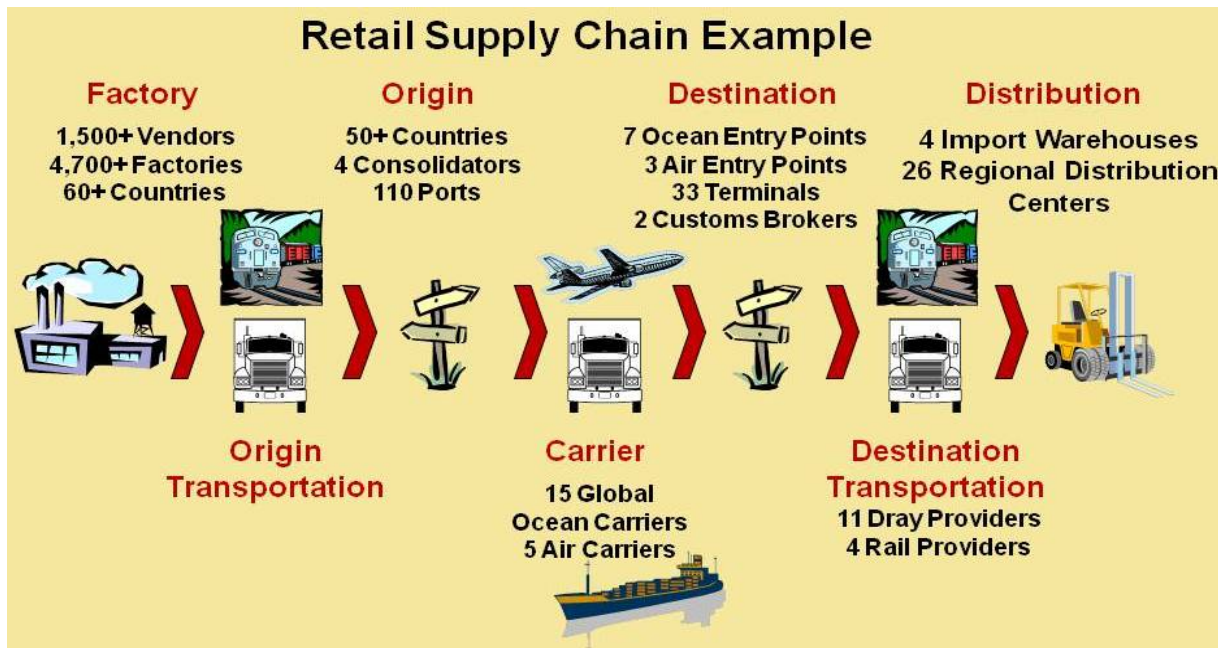 Retail Supply Chain Example
Factory
1,500+ Vendors
4,700+ Factories
60+ Countries
Origin
50+ Countries
4 Consolidators
110 Ports
Destination
7 Ocean Entry Points
3 Air Entry Points
33 Terminals
2 Customs Brokers
Distribution
4 Import Warehouses
26 Regional Distribution
Centers
Origin
Transportation
Carrier
15 Global
Ocean Carriers
5 Air Carriers
Destination
Transportation
11 Dray Providers
4 Rail Providers